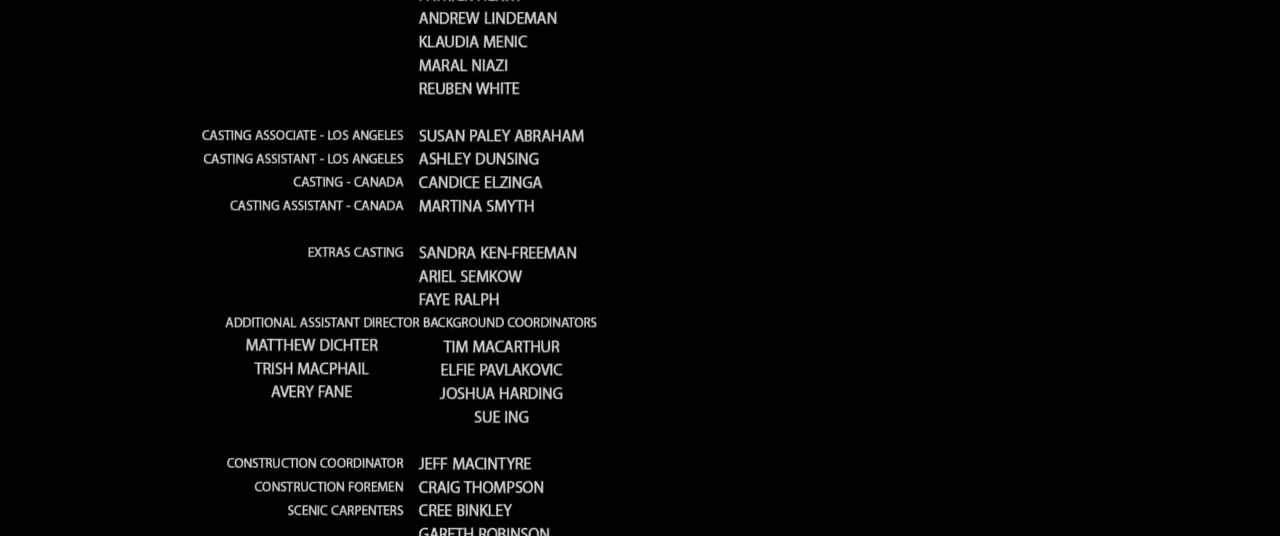 ANDREW LINDEMAN
KLAUDIA MENIC
MARAL NIAZI
REUBEN WHITE
CASTING ASSOCIATE - LOS ANGELES SUSAN PALEY ABRAHAM
CASTING ASSISTANT - LOS ANGELES ASHLEY DUNSING
CASTING - CANADA CANDICE ELZINGA
CASTING ASSISTANT - CANADA MARTINA SMYTH
EXTRAS CASTING SANDRA KEN-FREEMAN
ARIEL SEMKOW
FAYE RALPH
ADDITIONAL ASSISTANT DIRECTOR BACKGROUND COORDINATORS
MATTHEW DICHTER TIM MACARTHUR
TRISH MACPHAIL ELFIE PAVLAKOVIC
AVERY FANE JOSHUA HARDING
SUE ING
CONSTRUCTION COORDINATOR JEFF MACINTYRE
CONSTRUCTION FOREMEN CRAIG THOMPSON
SCENIC CARPENTERS CREE BINKLEY
GARETH ROBINSON